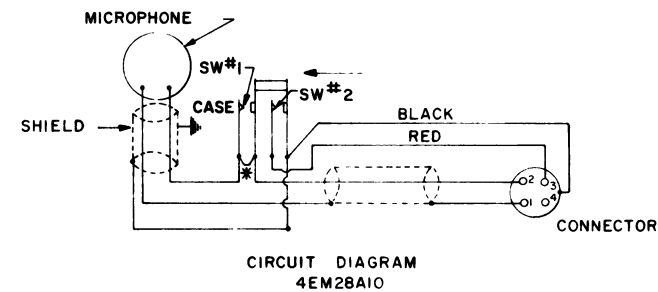 MICROPHONE
SW#1
SW#2
CASE
SHIELD
BLACK
RED
*
2
3
1
4
CONNECTOR
CIRCUIT DIAGRAM
4EM28A10